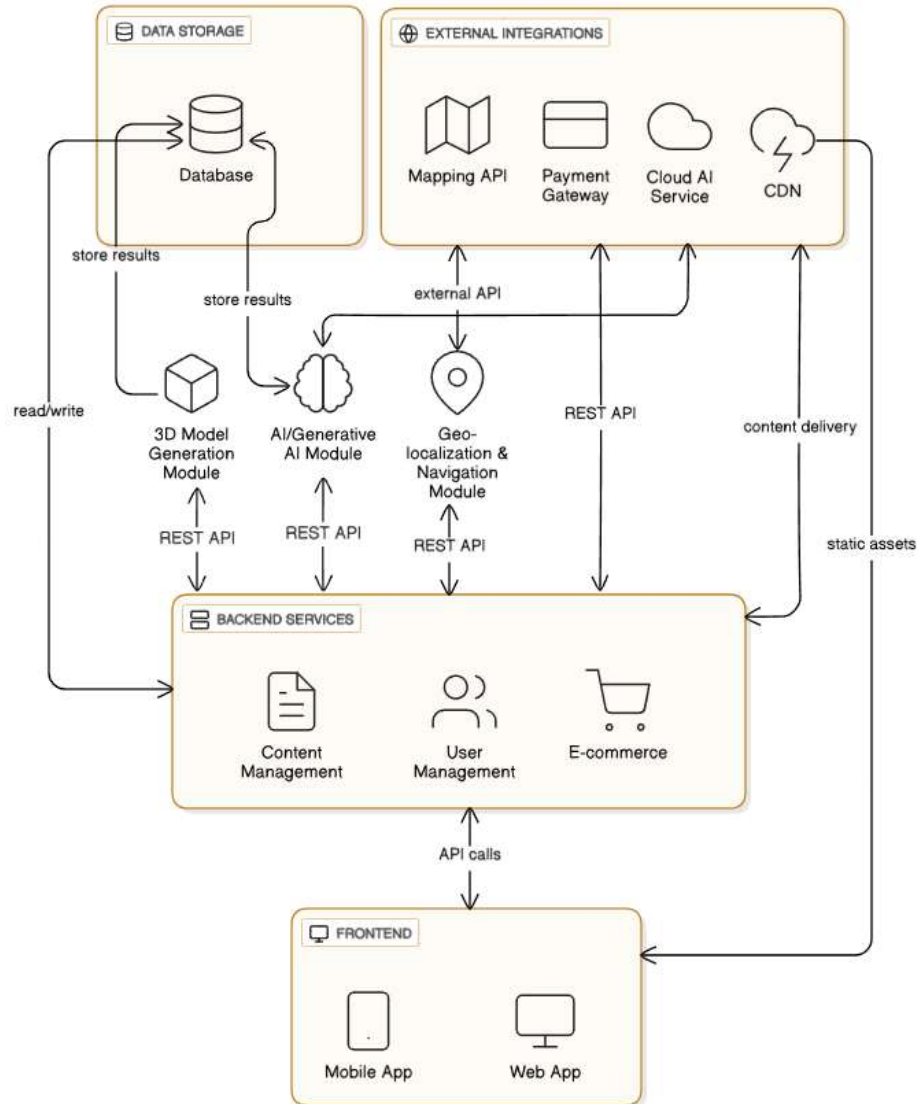 DATA STORAGE
EXTERNAL INTEGRATIONS
Database
Mapping API
Payment
Gateway
Cloud AI
Service
CDN
store results
store results
external API
read/write
3D Model
Generation
Module
AI/Generative
AI Module
Geo-
localization &
Navigation
Module
REST API
content delivery
REST API
REST API
REST API
static assets
BACKEND SERVICES
Content
Management
User
Management
E-commerce
API calls
FRONTEND
Mobile App
Web App